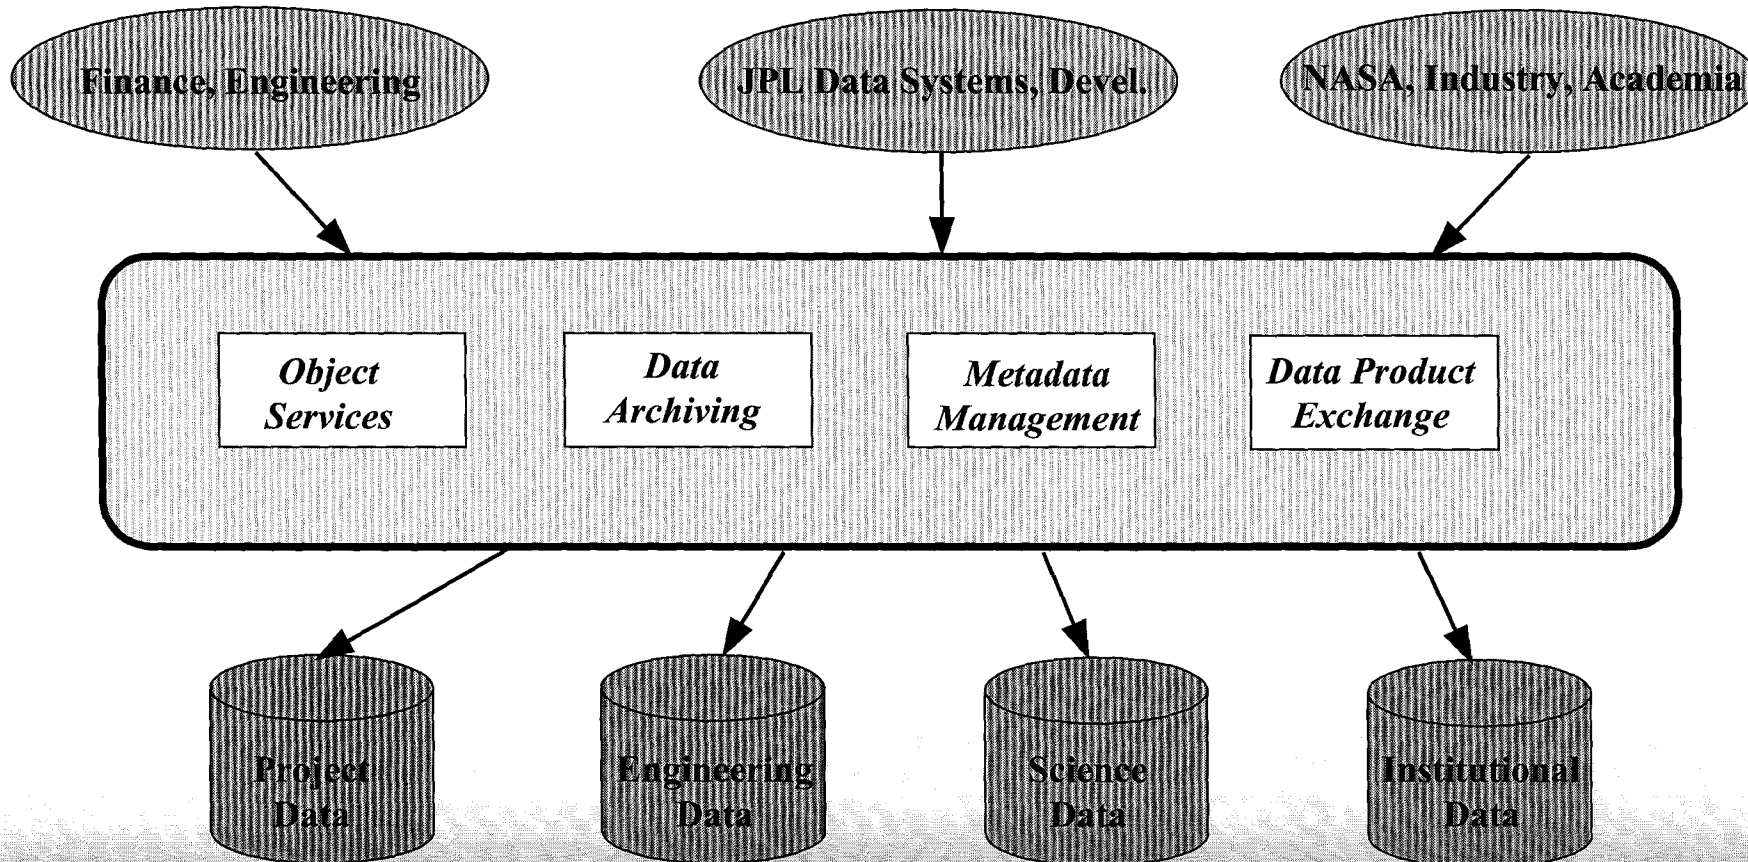 Finance, Engineering
JPL Data Systems, Devel.
NASA, Industry, Academia
Object
Services
Data
Archiving
Metadata
Management
Data Product
Exchange
Project
Data
Engineering
Data
Science
Data
Institutional
Data